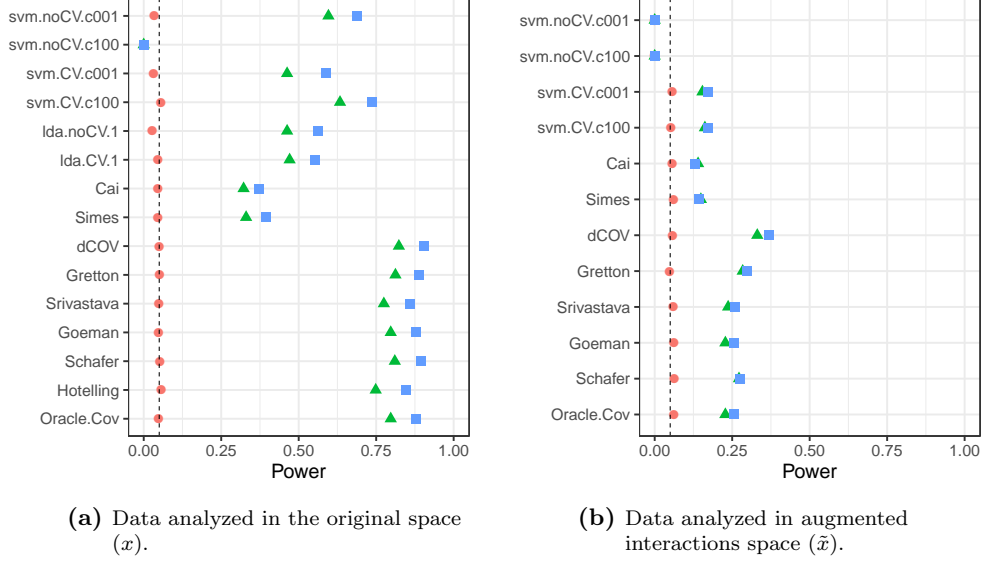 svm.noCV.c001
svm.noCV.c100
svm.CV.c001
svm.CV.c100
lda.noCV.1
lda.CV.1
Cai
Simes
dCOV
Gretton
Srivastava
Goeman
Schafer
Hotelling
Oracle.Cov
0.00 0.25 0.50 0.75 1.00
Power
(a) Data analyzed in the original space
(x).
svm.noCV.c001
svm.noCV.c100
svm.CV.c001
svm.CV.c100
Cai
Simes
dCOV
Gretton
Srivastava
Goeman
Schafer
Oracle.Cov
0.00 0.25 0.50 0.75 1.00
Power
(b) Data analyzed in augmented
interactions space (x̃).